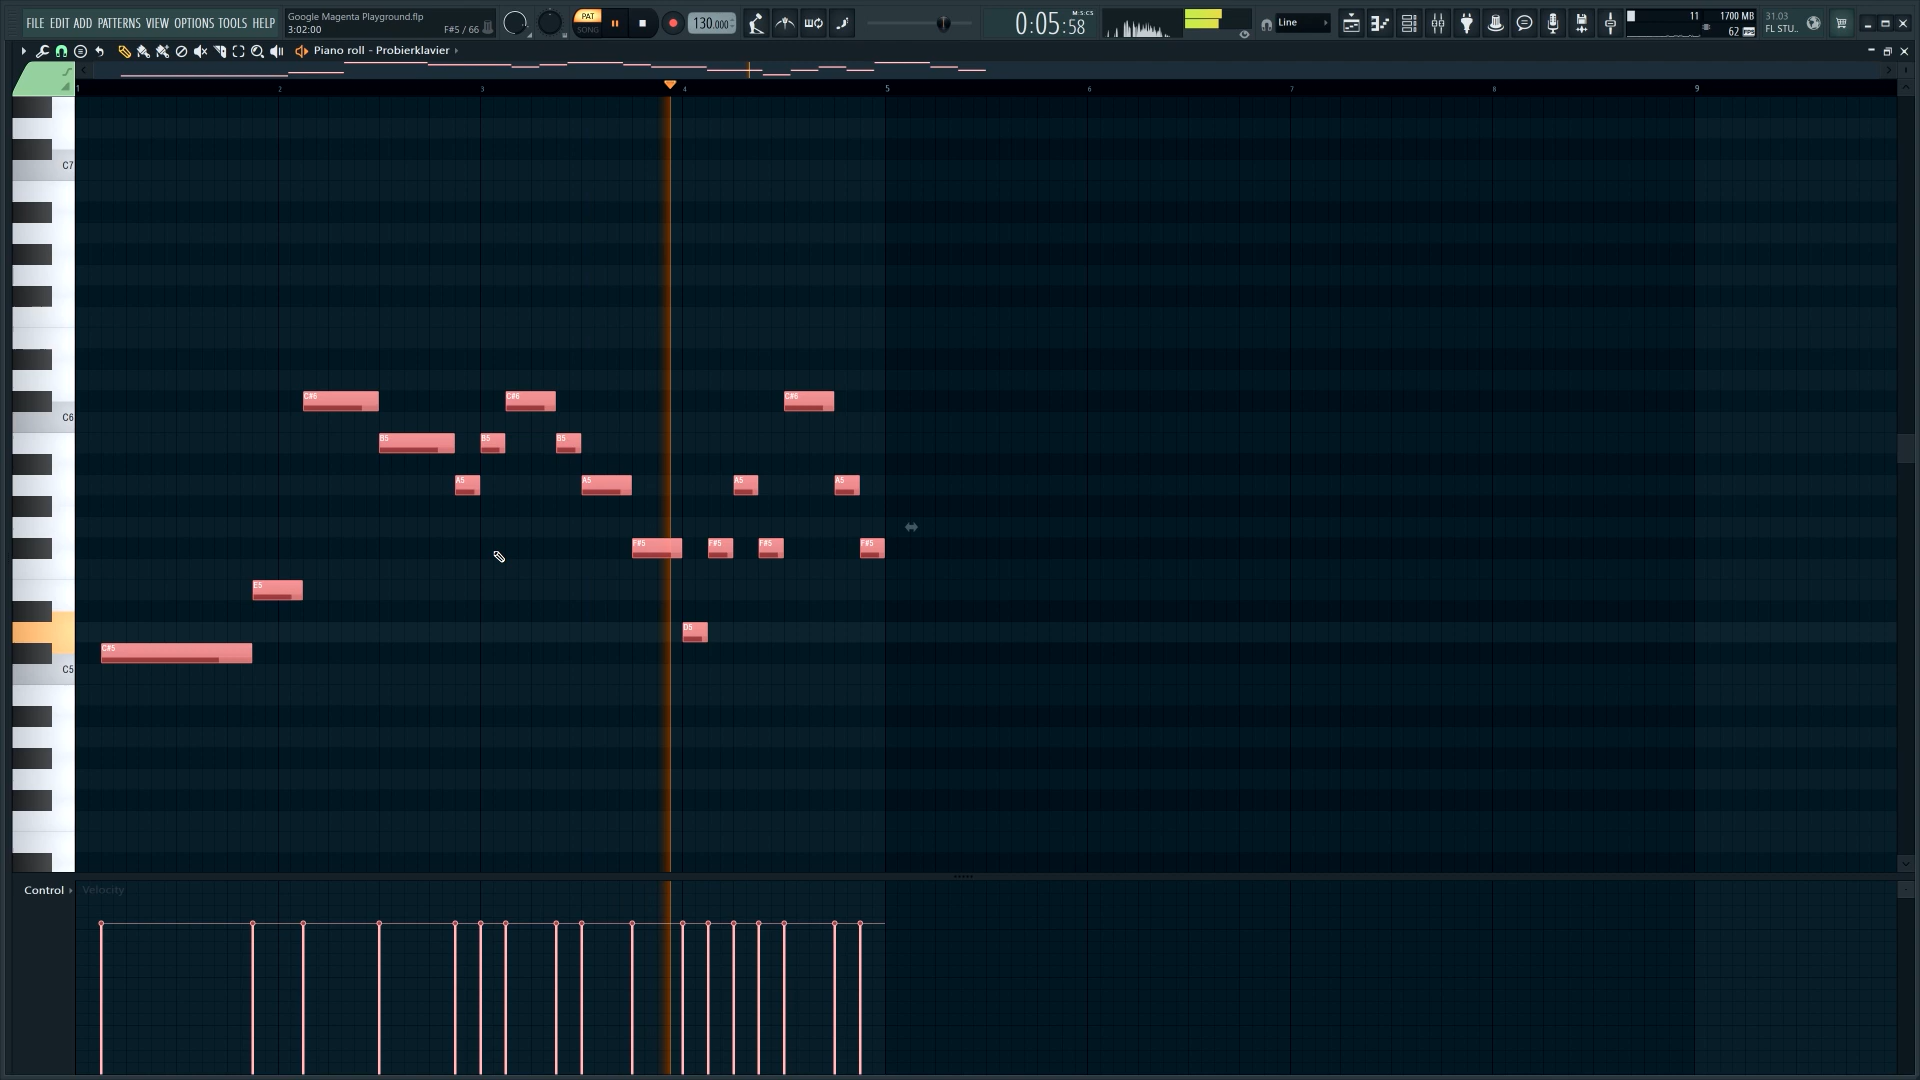 FILE EDIT ADD PATTERNS VIEW OPTIONS TOOLS HELP
Google Magenta Playground.flp
3:02:00 F#5 / 66
PAT
SONG
130.000
0:05:58
M:S:CS
Line
11 1700 MB
62
31.03
FL STU..
Piano roll - Probierklavier
1 2 3 4 5 6 7 8 9
C7
C6
C5
C#6 C#6 C#6
B5 B5 B5
A5 A5 A5 A5
F#5 F#5 F#5 F#5
E5
D5
C#5
Control Velocity